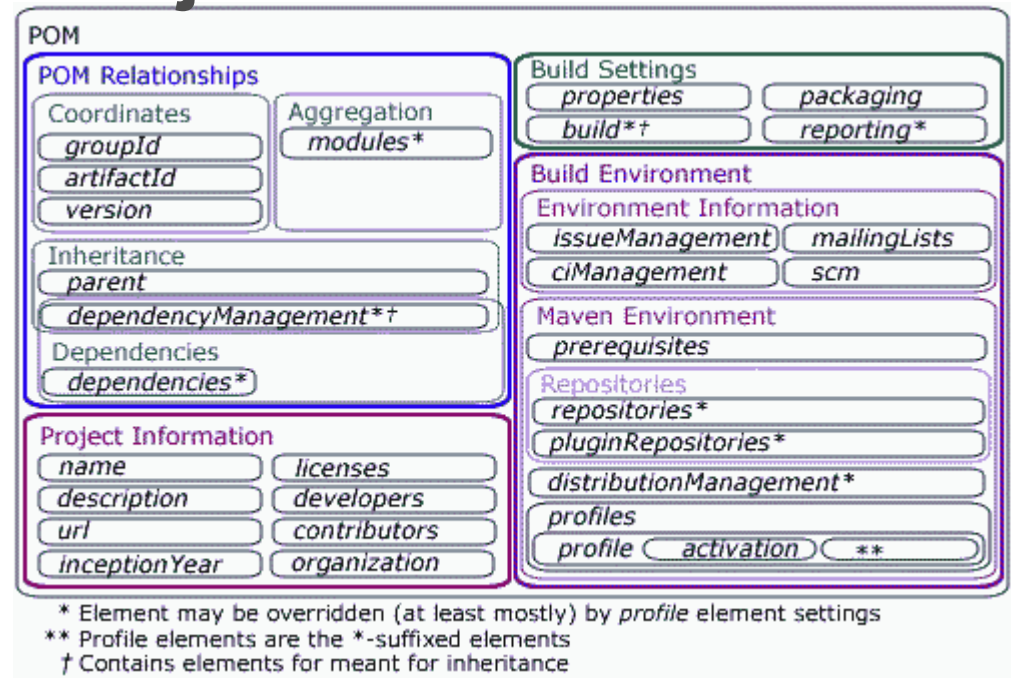 POM
POM Relationships
Coordinates
groupId
artifactId
version
Aggregation
modules*
Inheritance
parent
dependencyManagement*†
Dependencies
dependencies*
Project Information
name
licenses
description
developers
url
contributors
inceptionYear
organization
Build Settings
properties
packaging
build*†
reporting*
Build Environment
Environment Information
issueManagement
mailingLists
ciManagement
scm
Maven Environment
prerequisites
Repositories
repositories*
pluginRepositories*
distributionManagement*
profiles
profile activation **
* Element may be overridden (at least mostly) by profile element settings
** Profile elements are the *-suffixed elements
† Contains elements for meant for inheritance